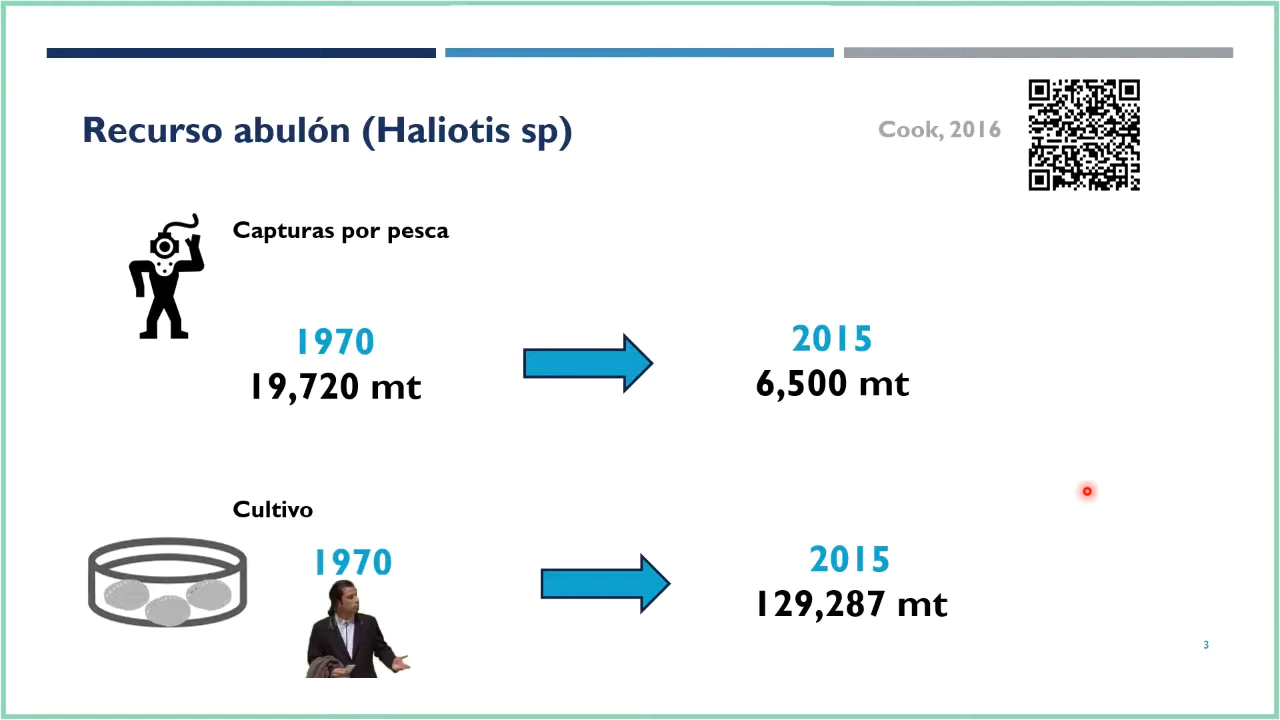 Recurso abulón (Haliotis sp)
Cook, 2016
Capturas por pesca
1970
19,720 mt
2015
6,500 mt
Cultivo
1970
2015
129,287 mt
3